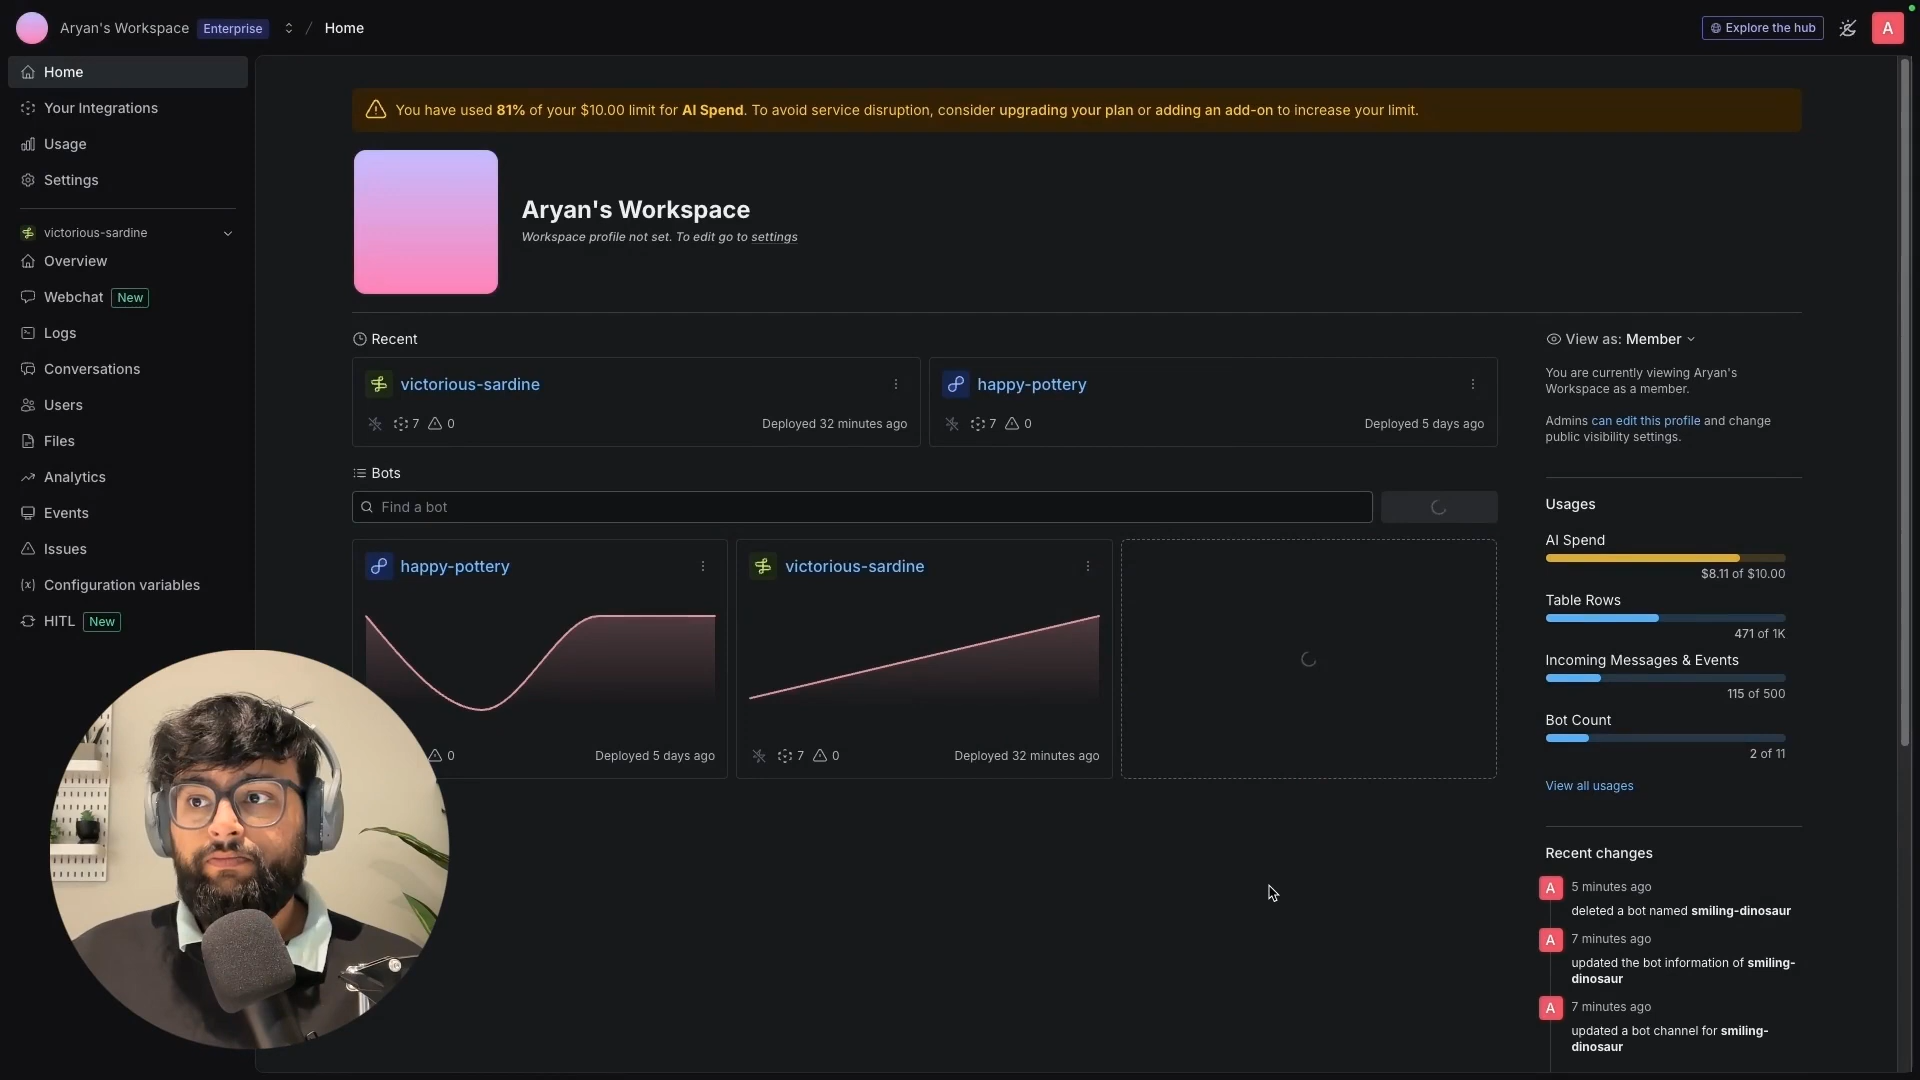 Aryan's Workspace Enterprise / Home
Explore the hub A
Home
Your Integrations
Usage
Settings
victorious-sardine
Overview
Webchat New
Logs
Conversations
Users
Files
Analytics
Events
Issues
Configuration variables
HITL New
You have used 81% of your $10.00 limit for AI Spend. To avoid service disruption, consider upgrading your plan or adding an add-on to increase your limit.
Aryan's Workspace
Workspace profile not set. To edit go to settings
Recent
victorious-sardine
7 0 Deployed 32 minutes ago
happy-pottery
7 0 Deployed 5 days ago
Bots
Find a bot
happy-pottery
0 Deployed 5 days ago
victorious-sardine
7 0 Deployed 32 minutes ago
View as: Member
You are currently viewing Aryan's
Workspace as a member.
Admins can edit this profile and change
public visibility settings.
Usages
AI Spend
$8.11 of $10.00
Table Rows
471 of 1K
Incoming Messages & Events
115 of 500
Bot Count
2 of 11
View all usages
Recent changes
A 5 minutes ago
deleted a bot named smiling-dinosaur
A 7 minutes ago
updated the bot information of smiling-
dinosaur
A 7 minutes ago
updated a bot channel for smiling-
dinosaur